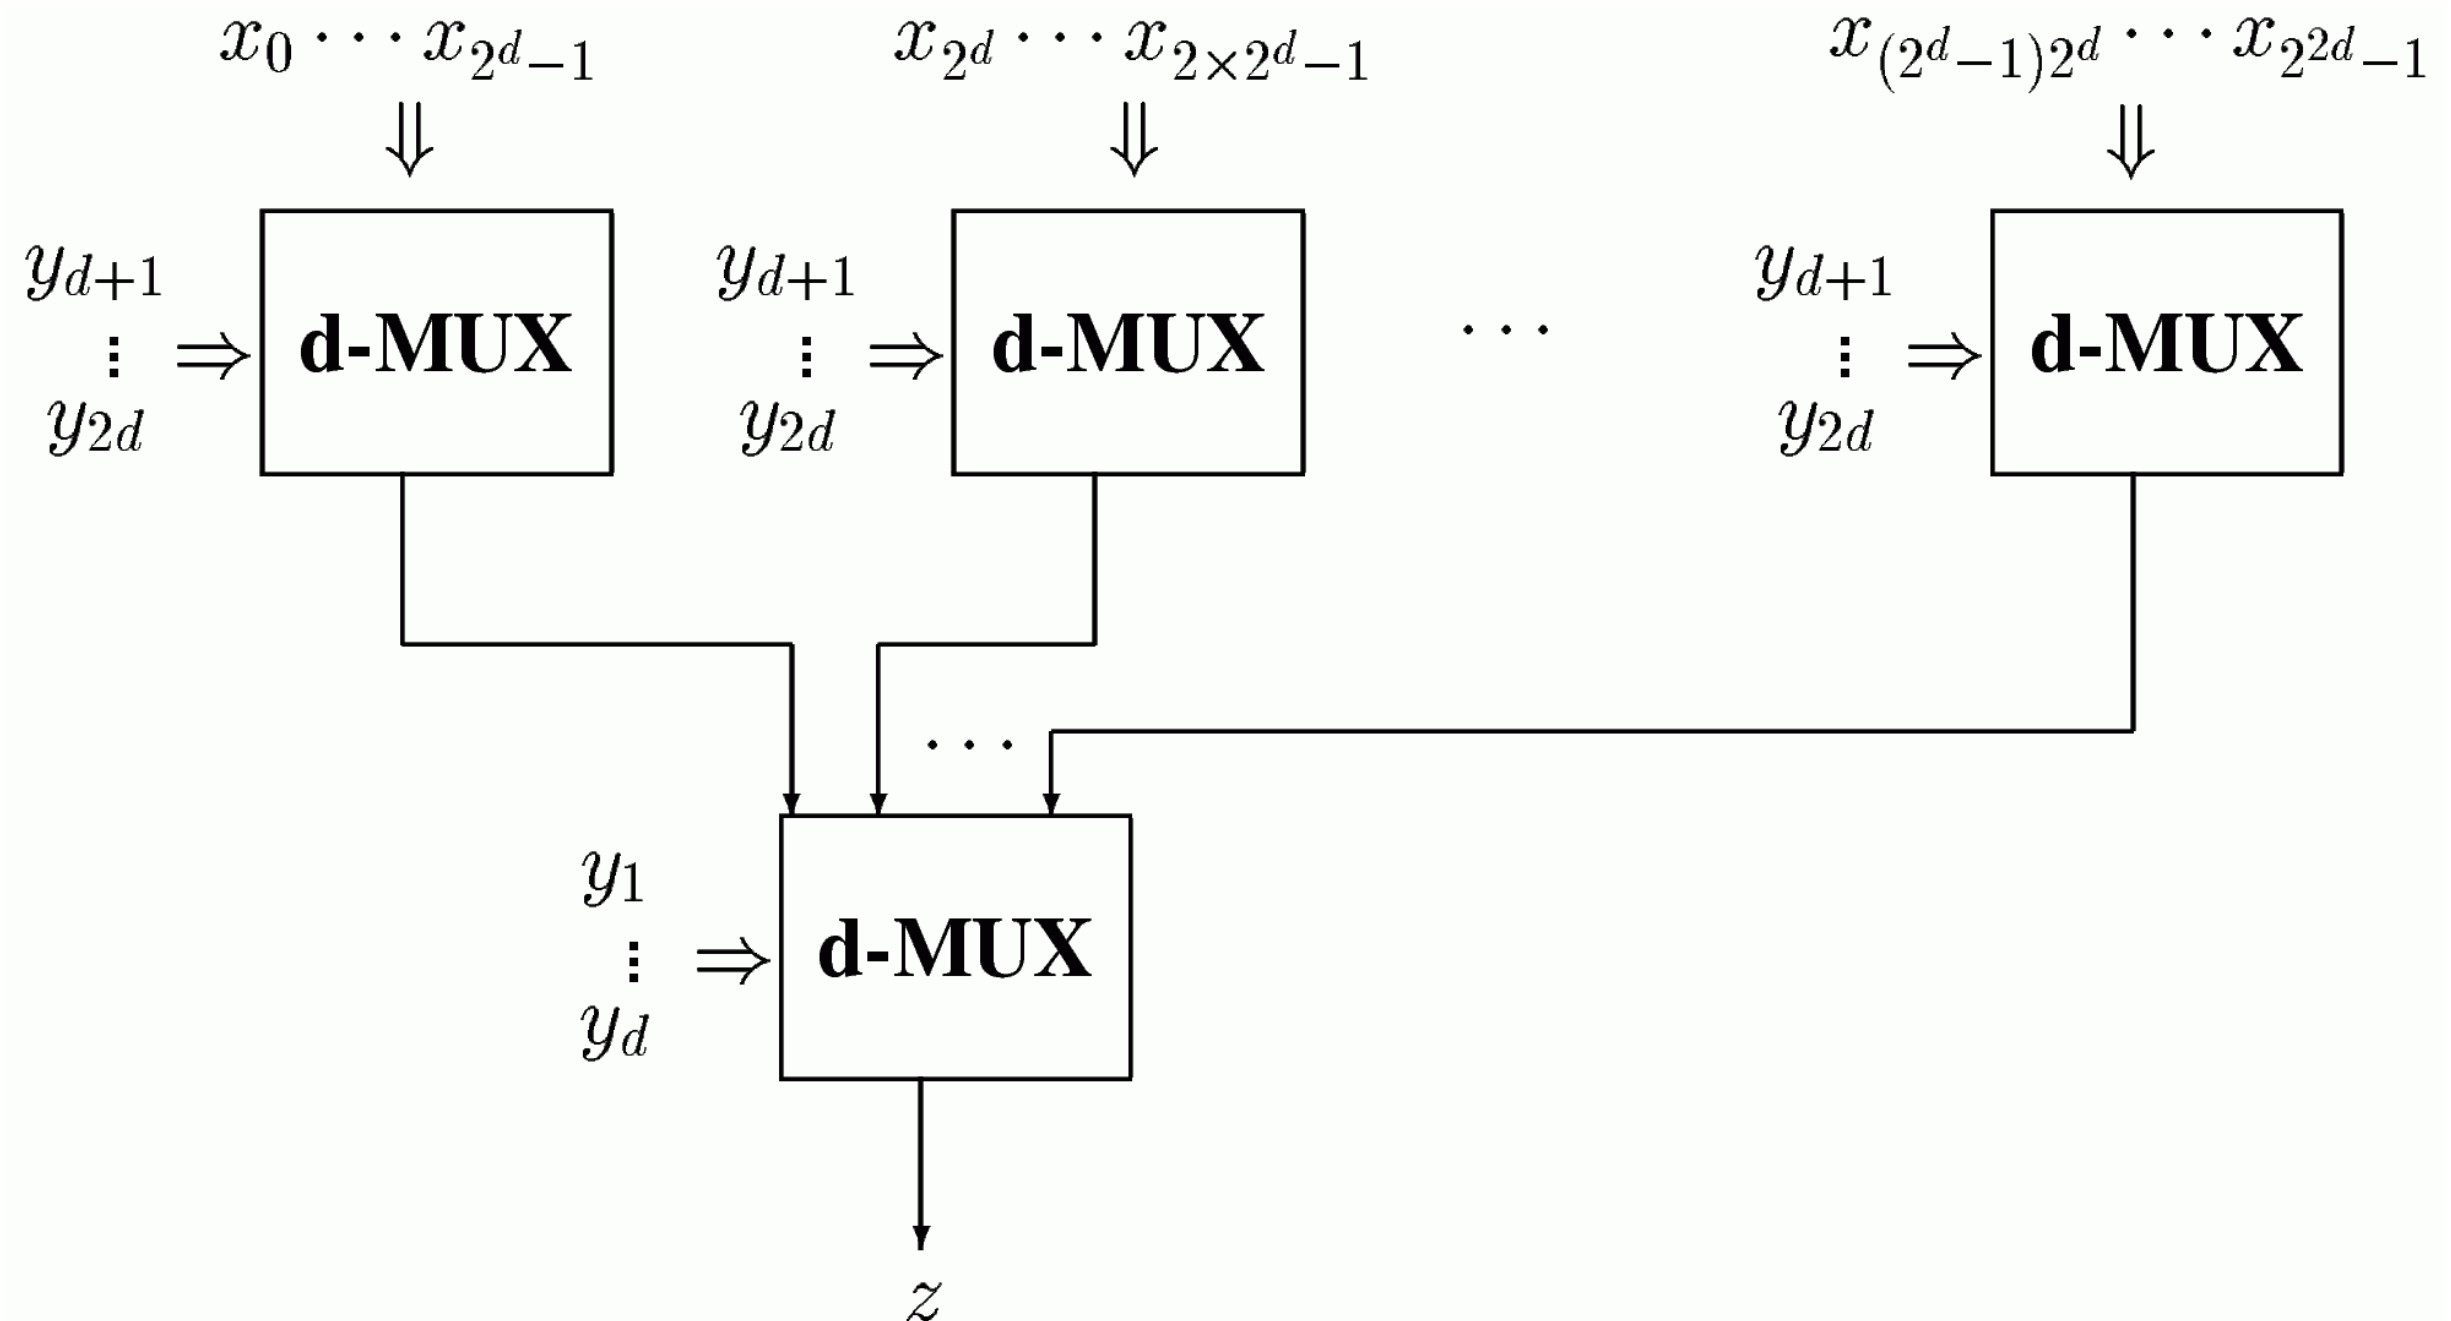 x_0 ⋯ x_{2^d-1}
x_{2^d} ⋯ x_{2×2^d-1}
x_{(2^d-1)2^d} ⋯ x_{2^{2d}-1}
y_{d+1}
⋮
y_{2d}
⇒
d-MUX
y_{d+1}
⋮
y_{2d}
⇒
d-MUX
⋯
y_{d+1}
⋮
y_{2d}
⇒
d-MUX
⋯
y_1
⋮
y_d
⇒
d-MUX
z